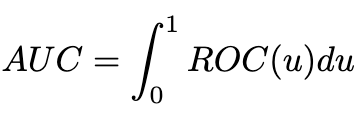 AUC = ∫₀¹ ROC(u)du